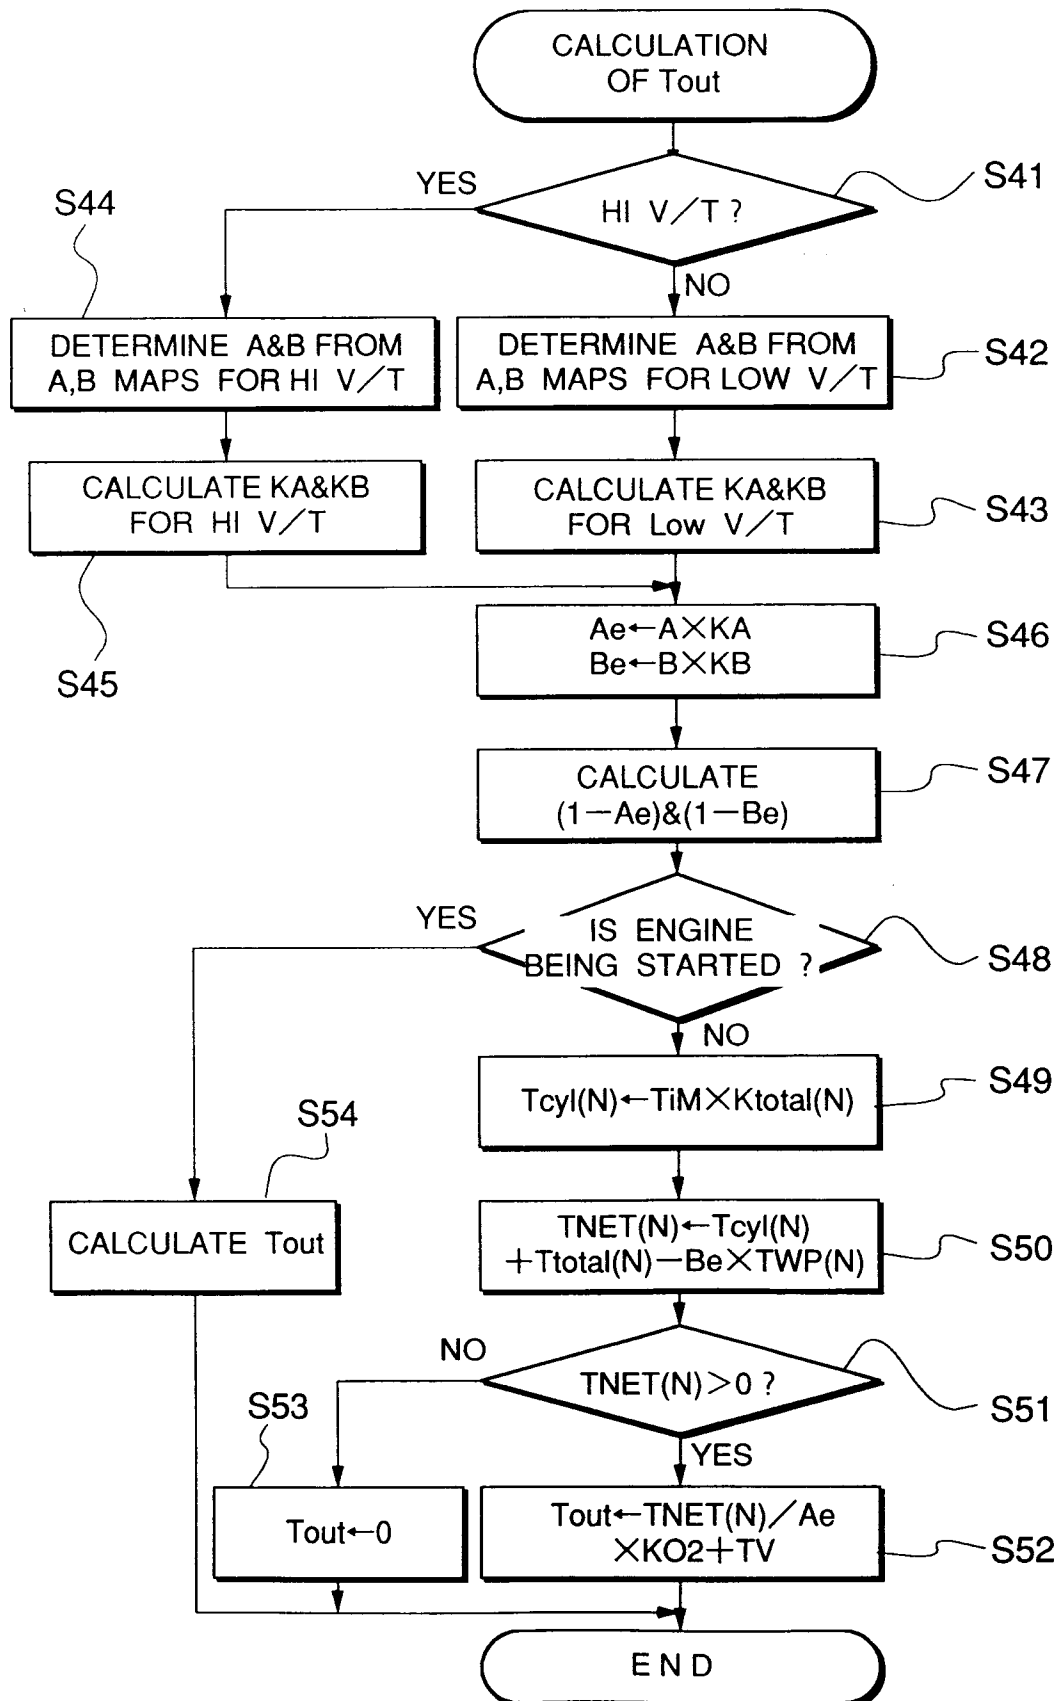 CALCULATION
OF Tout
S41
YES
HI V/T ?
S44
NO
DETERMINE A&B FROM
A,B MAPS FOR HI V/T
DETERMINE A&B FROM
A,B MAPS FOR LOW V/T
S42
CALCULATE KA&KB
FOR HI V/T
CALCULATE KA&KB
FOR Low V/T
S43
S45
Ae←A×KA
Be←B×KB
S46
CALCULATE
(1−Ae)&(1−Be)
S47
YES
IS ENGINE
BEING STARTED ?
S48
NO
Tcyl(N)←TiM×Ktotal(N)
S49
S54
CALCULATE Tout
TNET(N)←Tcyl(N)
+Ttotal(N)−Be×TWP(N)
S50
NO
TNET(N)>0 ?
S51
YES
S53
Tout←0
Tout←TNET(N)/Ae
×KO2+TV
S52
END